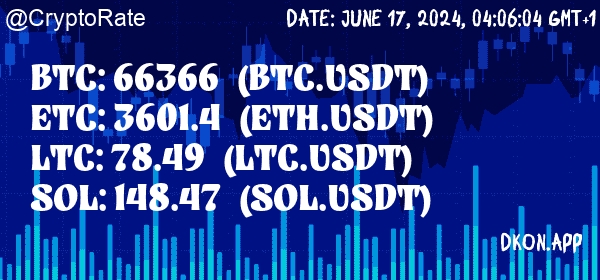 @CryptoRate
DATE: JUNE 17, 2024, 04:06:04 GMT+1
BTC: 66366 (BTC.USDT)
ETC: 3601.4 (ETH.USDT)
LTC: 78.49 (LTC.USDT)
SOL: 148.47 (SOL.USDT)
DKON.APP